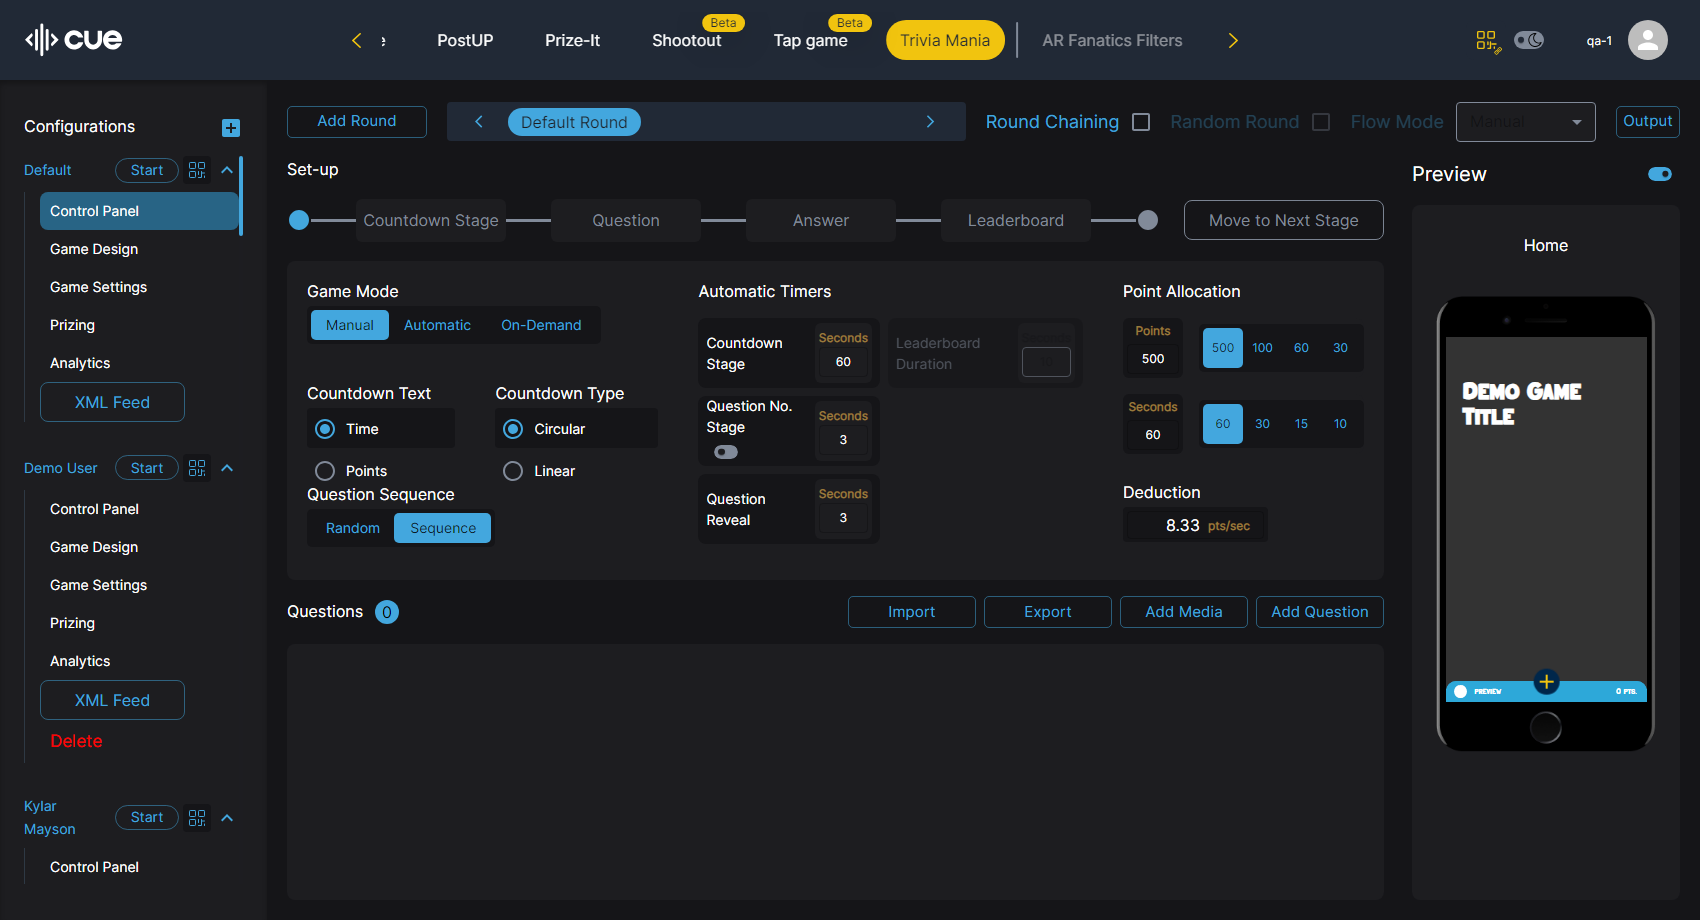 cue
e
PostUP
Prize-It
Beta
Shootout
Beta
Tap game
Trivia Mania
AR Fanatics Filters
qa-1
Configurations
Default
Start
Control Panel
Game Design
Game Settings
Prizing
Analytics
XML Feed
Demo User
Start
Control Panel
Game Design
Game Settings
Prizing
Analytics
XML Feed
Delete
Kylar
Mayson
Start
Control Panel
Add Round
Default Round
Round Chaining
Random Round
Flow Mode
Manual
Output
Set-up
Countdown Stage
Question
Answer
Leaderboard
Move to Next Stage
Game Mode
Manual
Automatic
On-Demand
Countdown Text
Time
Points
Countdown Type
Circular
Linear
Question Sequence
Random
Sequence
Automatic Timers
Countdown
Stage
Seconds
60
Leaderboard
Duration
Question No.
Stage
Seconds
3
Question
Reveal
Seconds
3
Point Allocation
Points
500
500
100
60
30
Seconds
60
60
30
15
10
Deduction
8.33 pts/sec
Questions 0
Import
Export
Add Media
Add Question
Preview
Home
Demo Game
Title
PREVIEW
0 PTS.